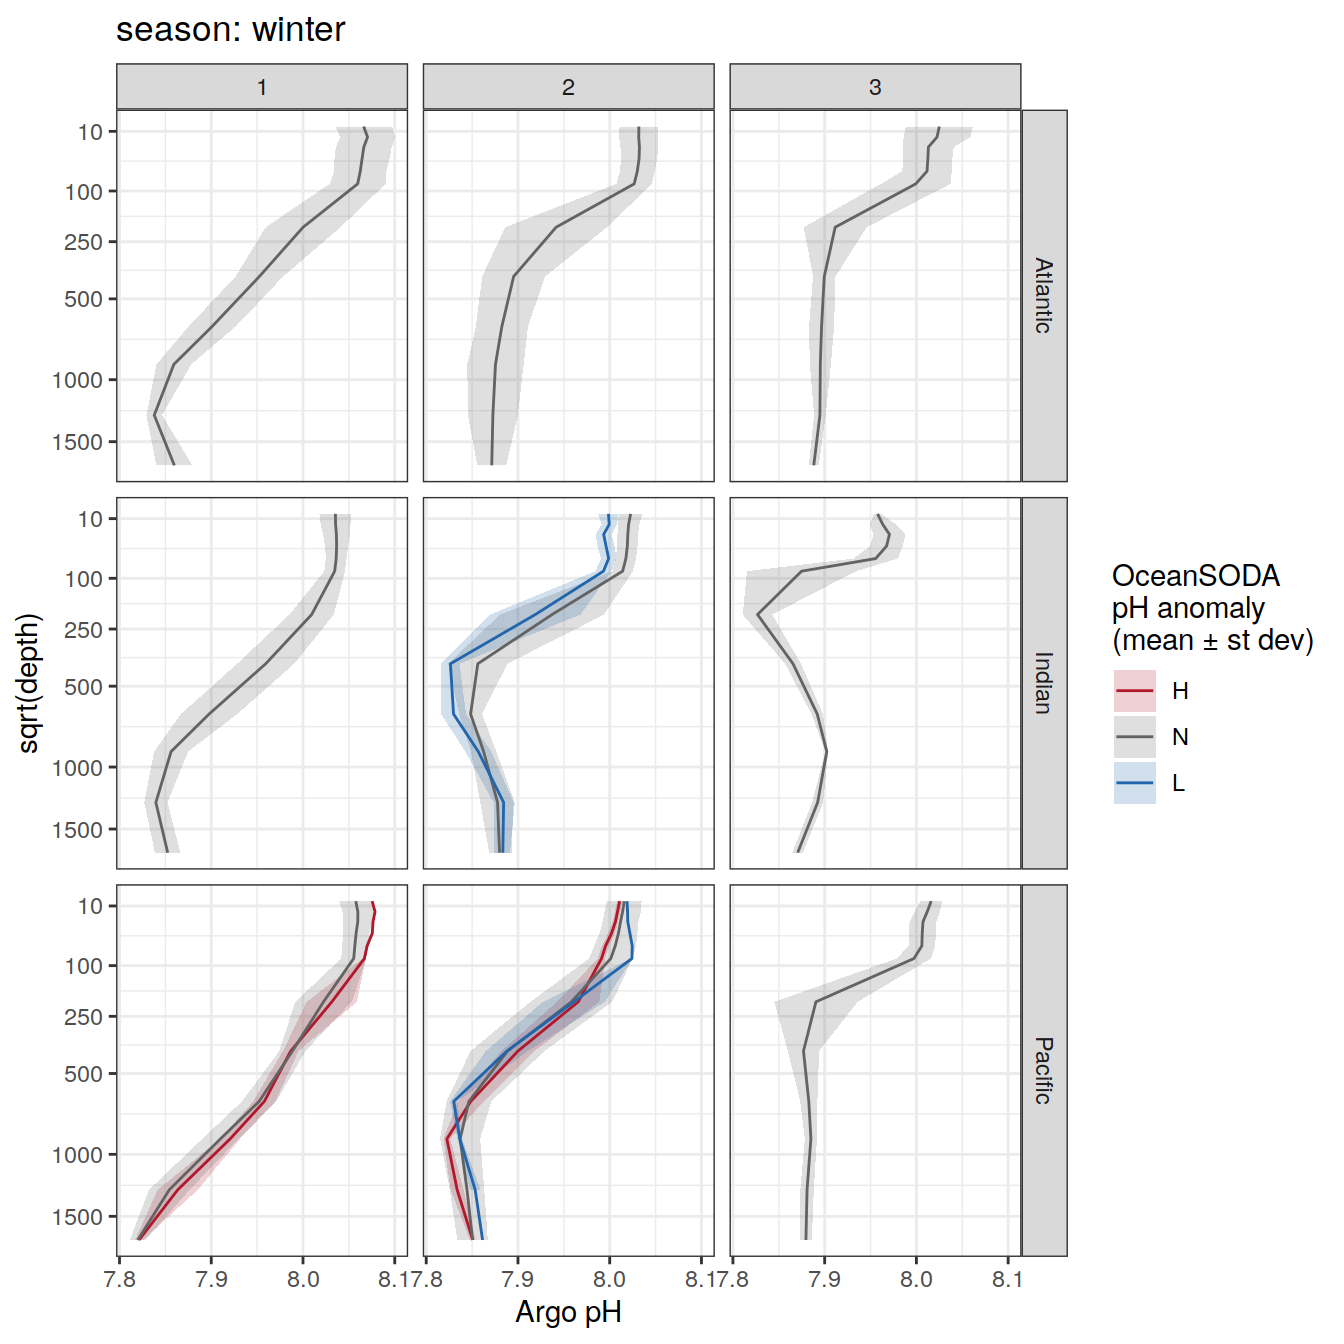 season: winter
1 2 3
10
100
250
500
1000
1500
Atlantic
10
100
250
500
1000
1500
Indian
10
100
250
500
1000
1500
Pacific
sqrt(depth)
7.8 7.9 8.0 8.1 7.8 7.9 8.0 8.1 7.8 7.9 8.0 8.1
Argo pH
OceanSODA
pH anomaly
(mean ± st dev)
H
N
L